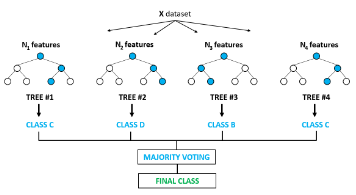 X dataset
N1 features N2 features N3 features N4 features
TREE #1 TREE #2 TREE #3 TREE #4
CLASS C CLASS D CLASS B CLASS C
MAJORITY VOTING
FINAL CLASS